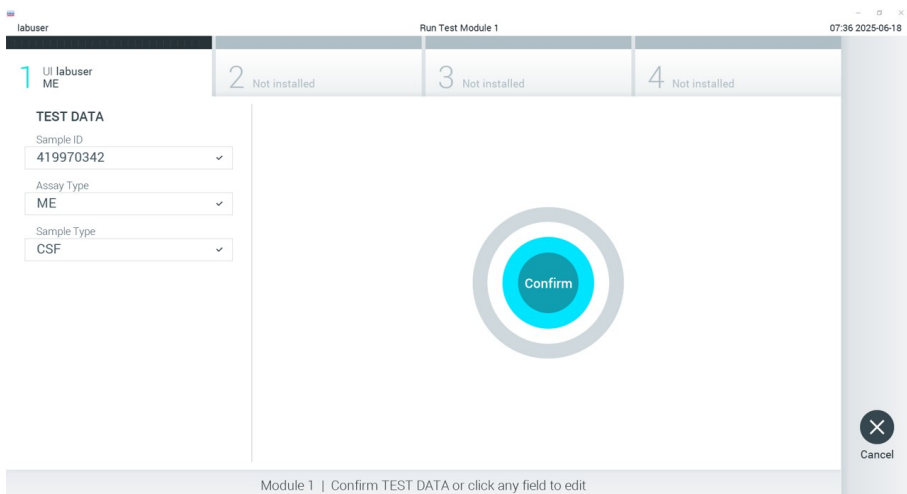 labuser Run Test Module 1 07:36 2025-06-18
1 UI labuser ME
2 Not installed
3 Not installed
4 Not installed
TEST DATA
Sample ID
419970342
Assay Type
ME
Sample Type
CSF
Confirm
Cancel
Module 1 | Confirm TEST DATA or click any field to edit